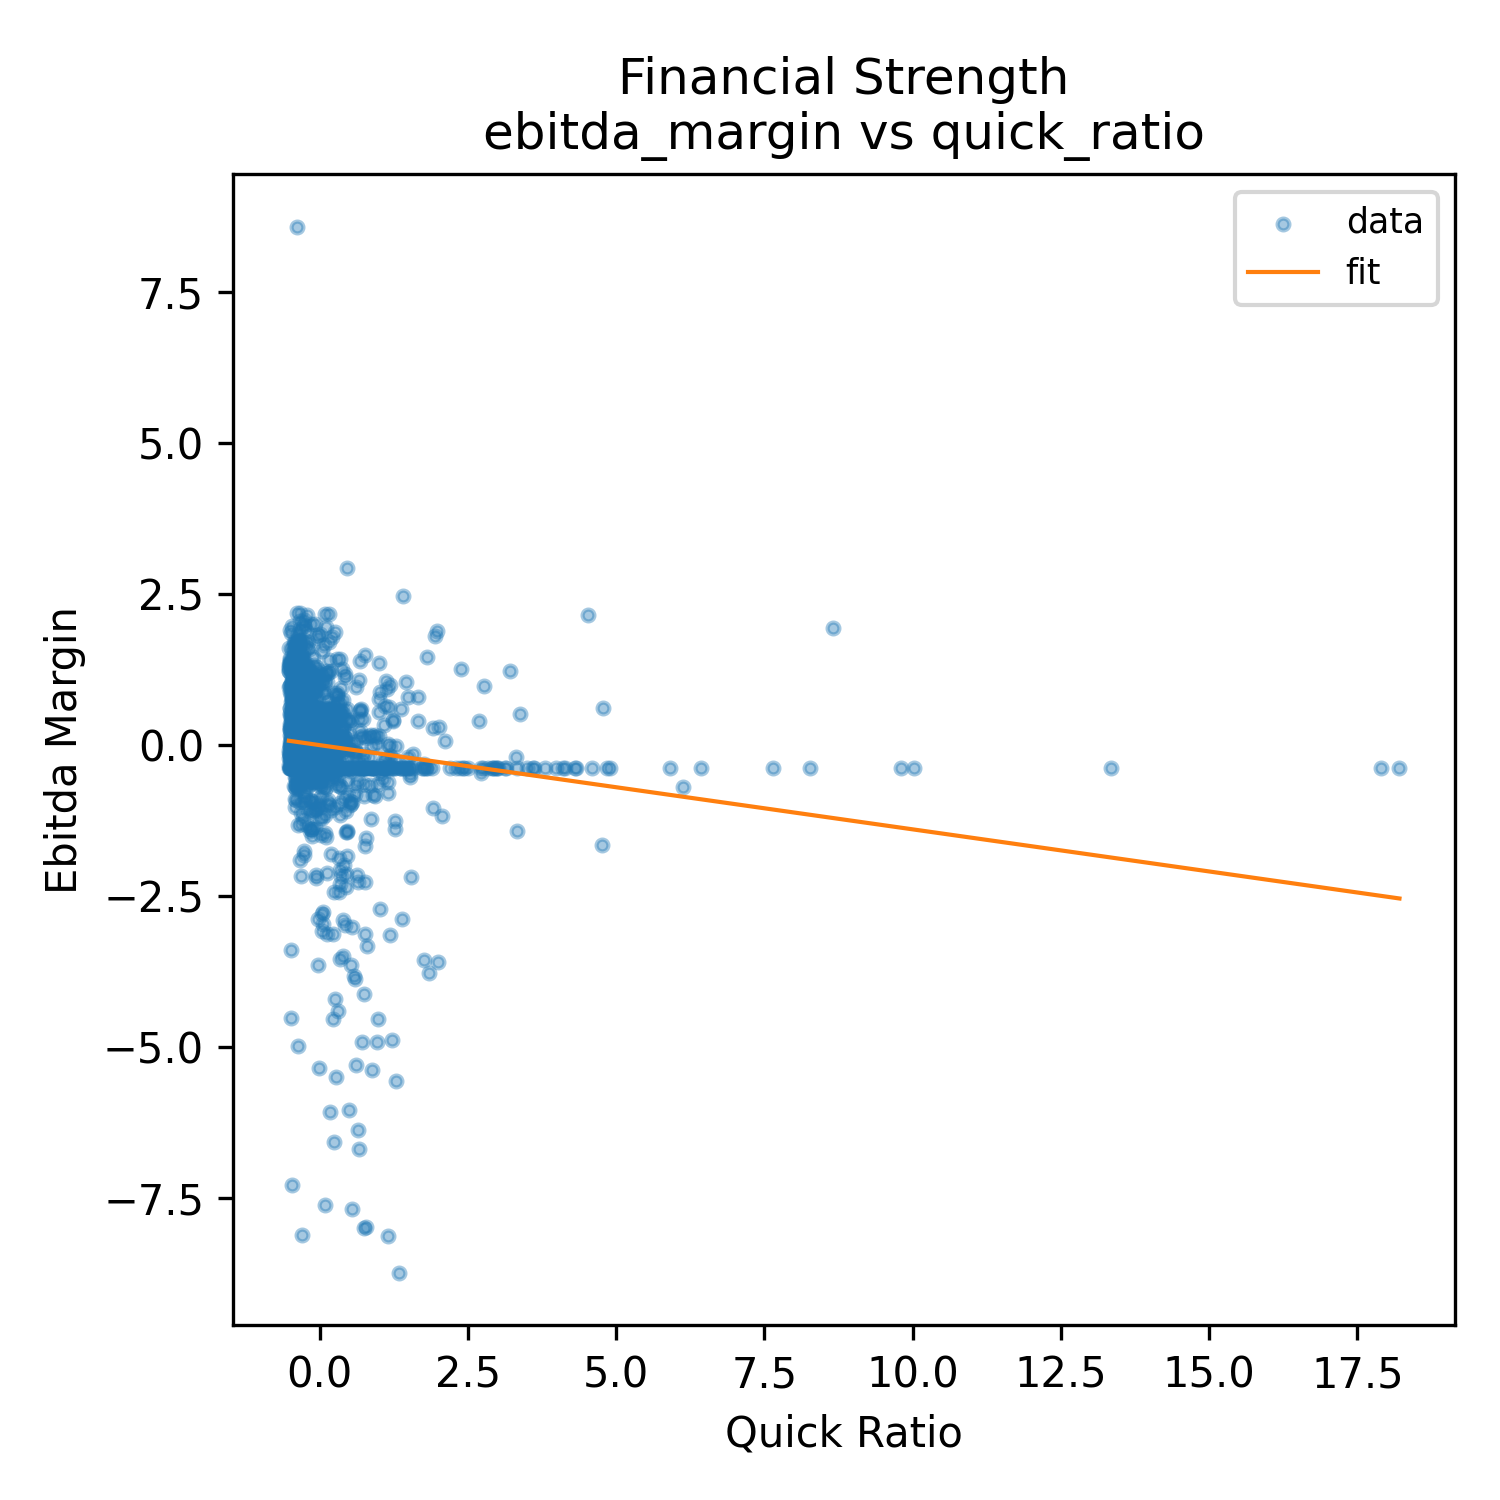 Financial Strength
ebitda_margin vs quick_ratio
data
fit
7.5
5.0
2.5
0.0
−2.5
−5.0
−7.5
Ebitda Margin
0.0 2.5 5.0 7.5 10.0 12.5 15.0 17.5
Quick Ratio